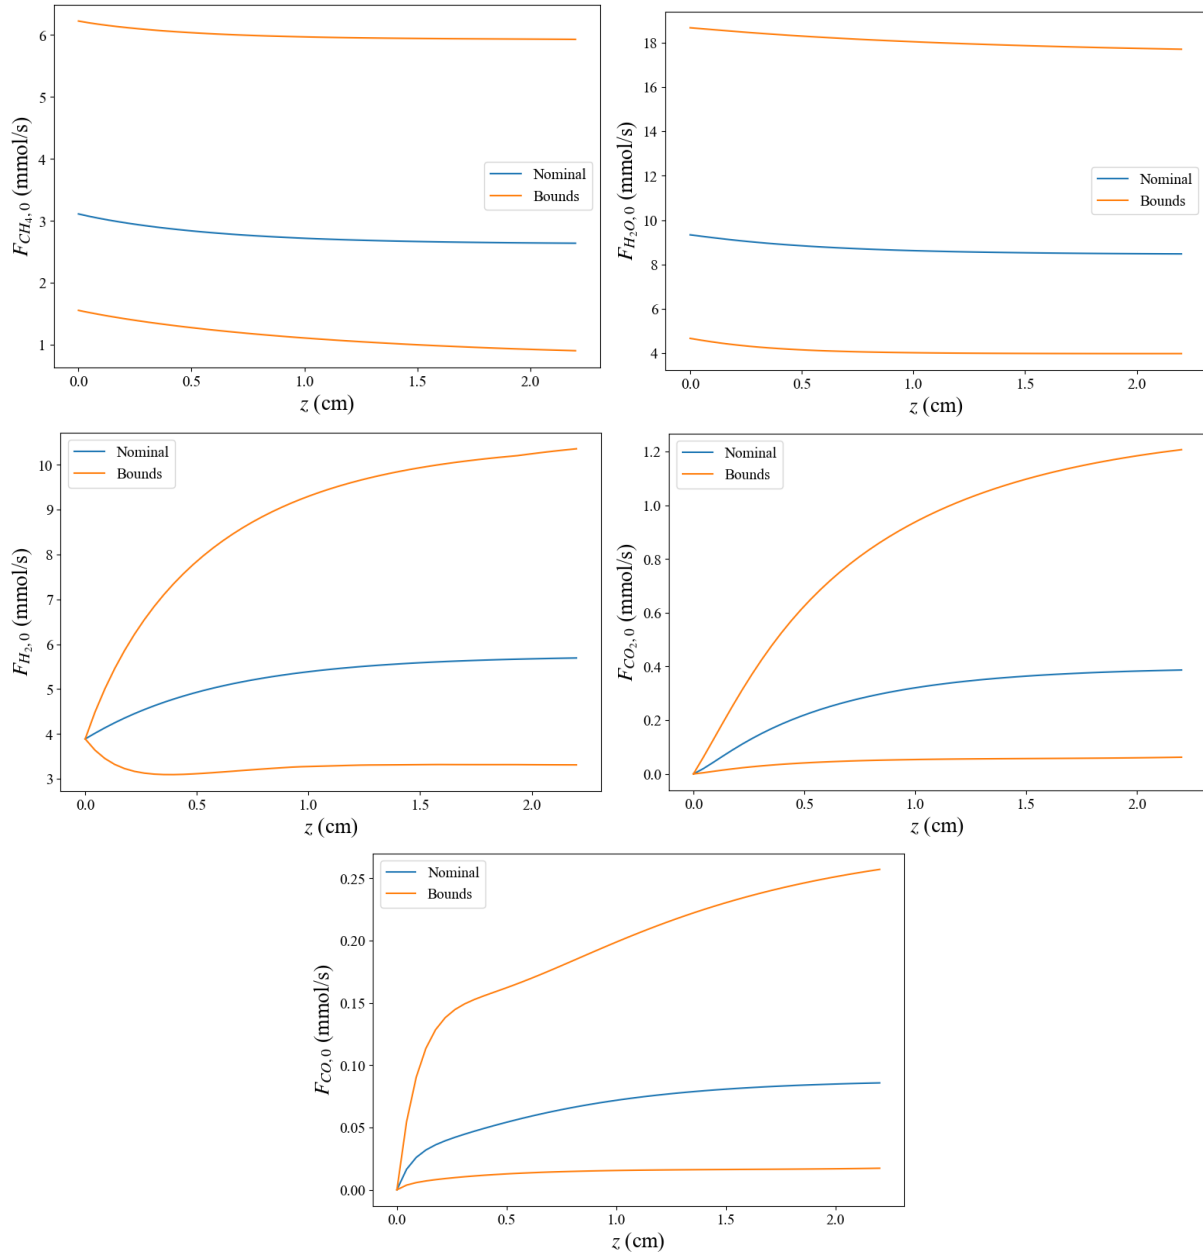 F_{CH_4,0} (mmol/s)
6
5
4
3
2
1
Nominal
Bounds
0.0 0.5 1.0 1.5 2.0
z (cm)
F_{H_2O,0} (mmol/s)
18
16
14
12
10
8
6
4
Nominal
Bounds
0.0 0.5 1.0 1.5 2.0
z (cm)
F_{H_2,0} (mmol/s)
10
9
8
7
6
5
4
3
Nominal
Bounds
0.0 0.5 1.0 1.5 2.0
z (cm)
F_{CO_2,0} (mmol/s)
1.2
1.0
0.8
0.6
0.4
0.2
0.0
Nominal
Bounds
0.0 0.5 1.0 1.5 2.0
z (cm)
F_{CO,0} (mmol/s)
0.25
0.20
0.15
0.10
0.05
0.00
Nominal
Bounds
0.0 0.5 1.0 1.5 2.0
z (cm)